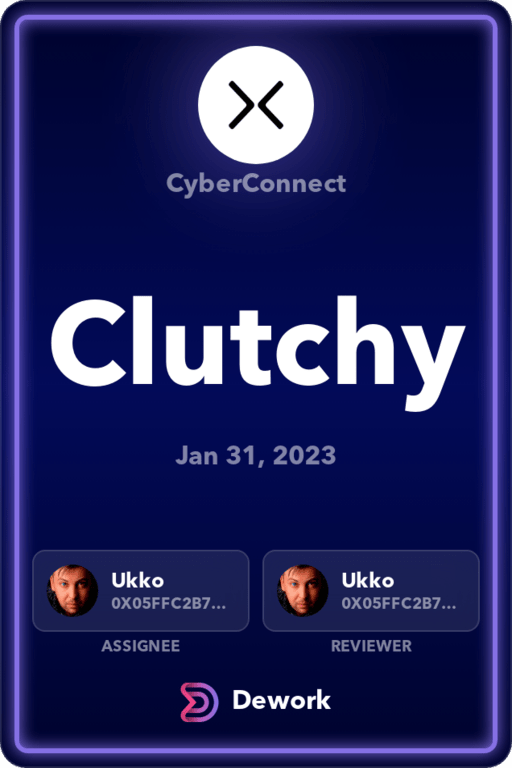 CyberConnect
Clutchy
Jan 31, 2023
Ukko
0X05FFC2B7...
ASSIGNEE
Ukko
0X05FFC2B7...
REVIEWER
Dework